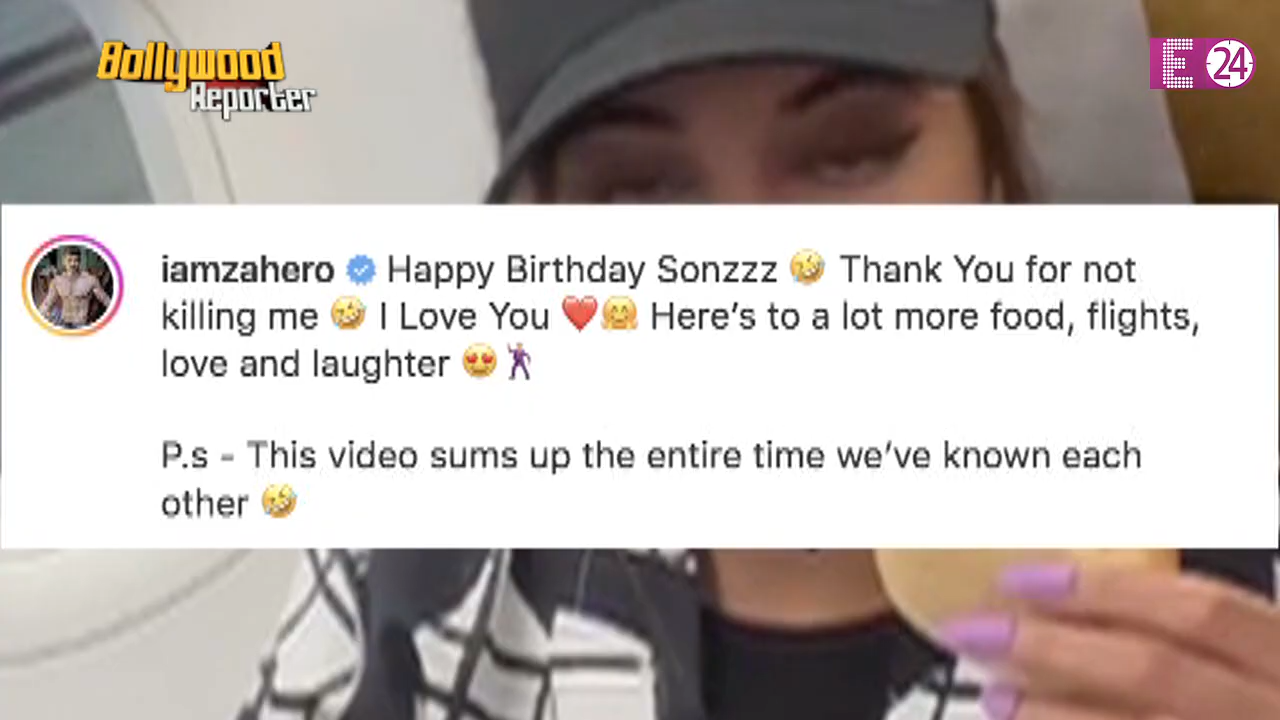 Bollywood
Reporter
E 24
iamzahero Happy Birthday Sonzzz 🤣 Thank You for not
killing me 🤣 I Love You ❤️🤗 Here’s to a lot more food, flights,
love and laughter 😍🕺
P.s - This video sums up the entire time we’ve known each
other 🤣